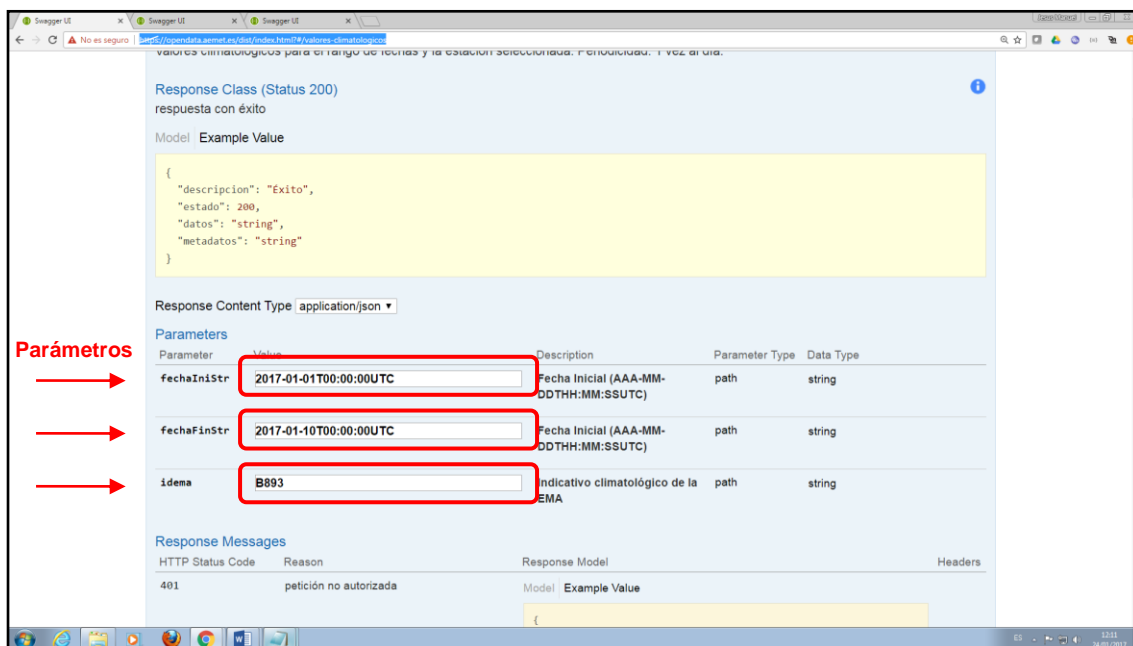 Swagger UI × Swagger UI × Swagger UI ×
No es seguro | https://opendata.aemet.es/dist/index.html?#/valores-climatologicos
valores climatológicos para el rango de fechas y la estación seleccionada. Periodicidad: 1 vez al día.
Response Class (Status 200)
respuesta con éxito
Model Example Value
{
"descripcion": "Éxito",
"estado": 200,
"datos": "string",
"metadatos": "string"
}
Response Content Type application/json
Parameters
Parámetros
Parameter Value Description Parameter Type Data Type
fechaIniStr 2017-01-01T00:00:00UTC Fecha Inicial (AAA-MM- path string
DDTHH:MM:SSUTC)
fechaFinStr 2017-01-10T00:00:00UTC Fecha Inicial (AAA-MM- path string
DDTHH:MM:SSUTC)
idema B893 Indicativo climatológico de la path string
EMA
Response Messages
HTTP Status Code Reason Response Model Headers
401 petición no autorizada Model Example Value
{
ES 12:11
24/01/2017